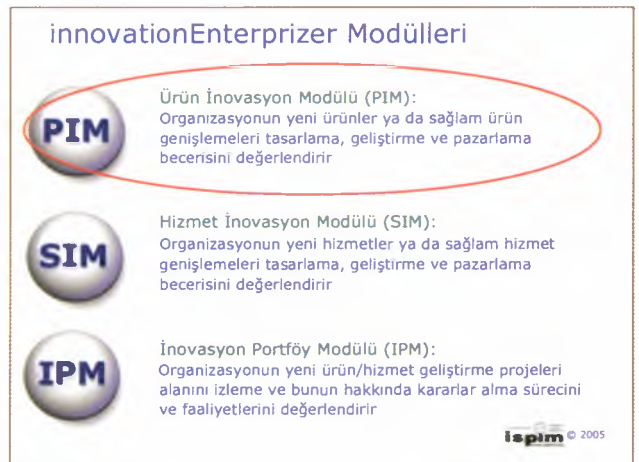 innovationEnterprizer Modülleri
PIM
Ürün İnovasyon Modülü (PIM):
Organizasyonun yeni ürünler ya da sağlam ürün
genişlemeleri tasarlama, geliştirme ve pazarlama
becerisini değerlendirir
SIM
Hizmet İnovasyon Modülü (SIM):
Organizasyonun yeni hizmetler ya da sağlam hizmet
genişlemeleri tasarlama, geliştirme ve pazarlama
becerisini değerlendirir
IPM
İnovasyon Portföy Modülü (IPM):
Organizasyonun yeni ürün/hizmet geliştirme projeleri
alanını izleme ve bunun hakkında kararlar alma sürecini
ve faaliyetlerini değerlendirir
ispim © 2005